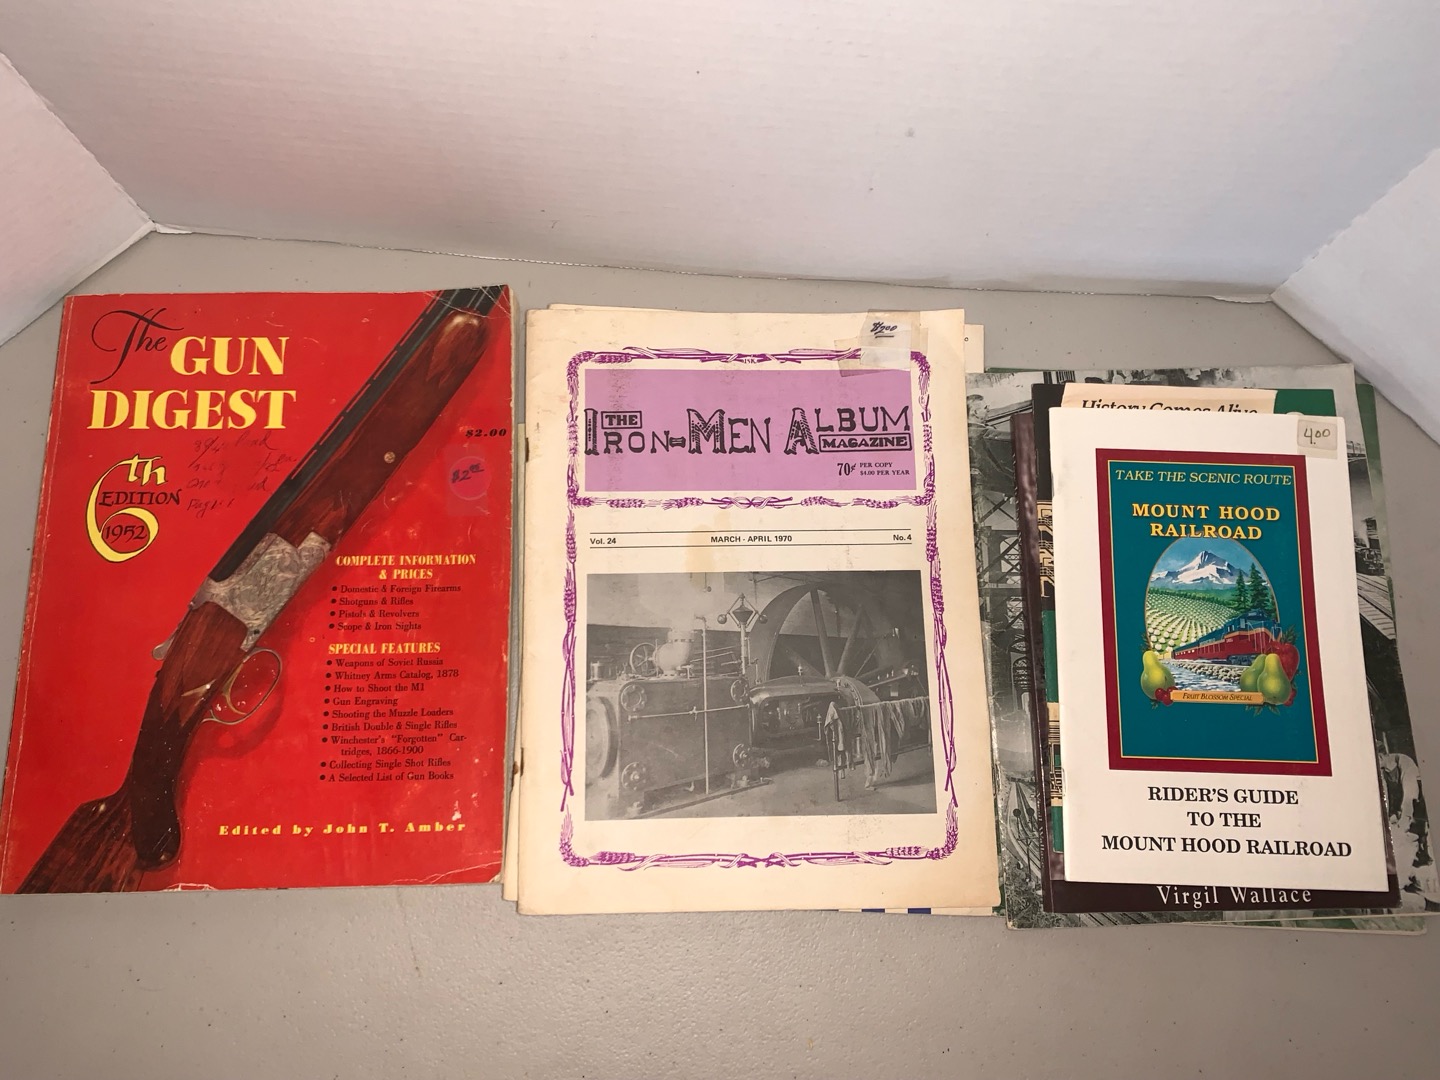 The
GUN
DIGEST
$2.00
6th
EDITION
1952
COMPLETE INFORMATION
& PRICES
• Domestic & Foreign Firearms
• Shotguns & Rifles
• Pistols & Revolvers
• Scope & Iron Sights
SPECIAL FEATURES
• Weapons of Soviet Russia
• Whitney Arms Catalog, 1878
• How to Shoot the M1
• Gun Engraving
• Shooting the Muzzle Loaders
• British Double & Single Rifles
• Winchester's "Forgotten" Car-
tridges, 1866-1900
• Collecting Single Shot Rifles
• A Selected List of Gun Books
Edited by John T. Amber
THE
IRON-MEN ALBUM
MAGAZINE
70¢ PER COPY
$4.00 PER YEAR
Vol. 24 MARCH - APRIL 1970 No. 4
History Comes Alive
4.00
TAKE THE SCENIC ROUTE
MOUNT HOOD
RAILROAD
FRUIT BLOSSOM SPECIAL
RIDER'S GUIDE
TO THE
MOUNT HOOD RAILROAD
Virgil Wallace